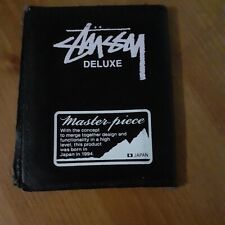 STÜSSY
DELUXE
Master-piece
With the concept
to merge together design and
functionality in a high
level, this product
was born in
Japan in 1994.
JAPAN